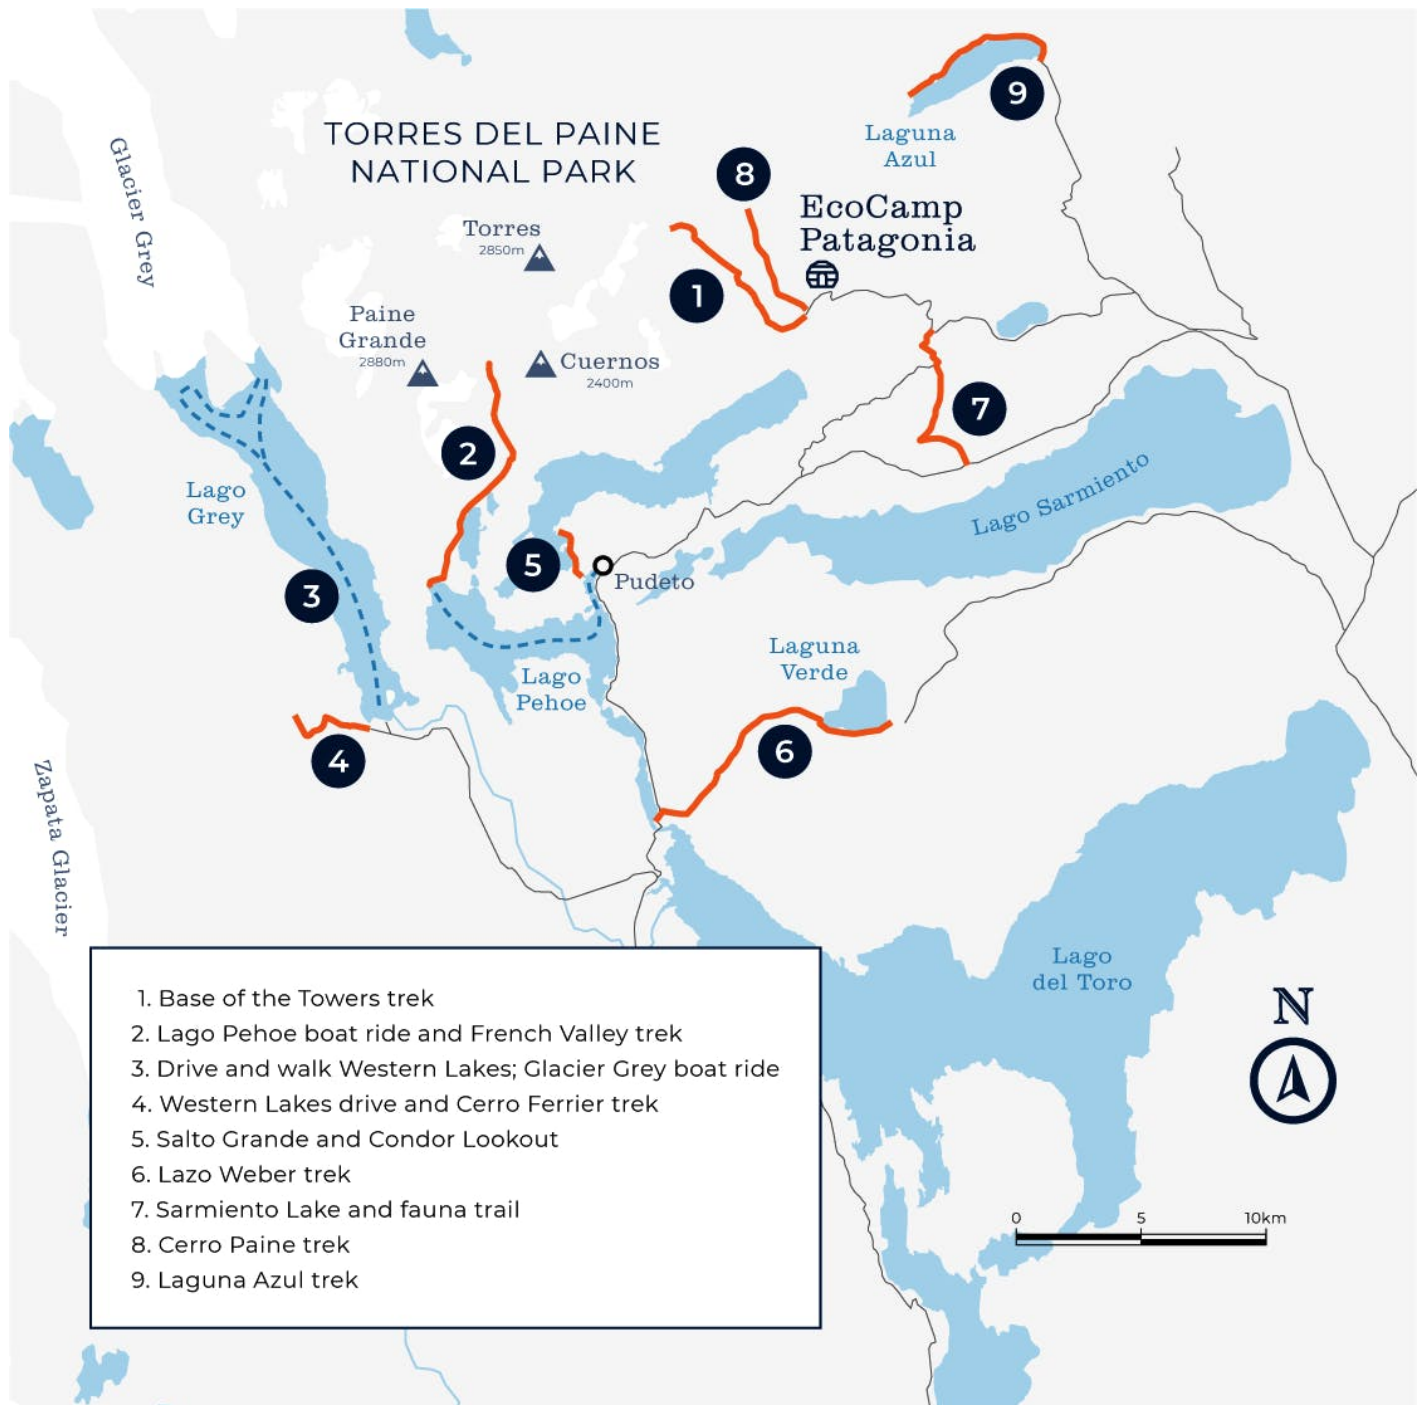 TORRES DEL PAINE
NATIONAL PARK
Glacier Grey
Laguna
Azul
9
8
EcoCamp
Patagonia
Torres
2850m
1
Paine
Grande
2880m
Cuernos
2400m
7
2
Lago
Grey
Lago Sarmiento
5
Pudeto
3
Laguna
Verde
Lago
Pehoe
6
4
Zapata Glacier
Lago
del Toro
N
0 5 10km
1. Base of the Towers trek
2. Lago Pehoe boat ride and French Valley trek
3. Drive and walk Western Lakes; Glacier Grey boat ride
4. Western Lakes drive and Cerro Ferrier trek
5. Salto Grande and Condor Lookout
6. Lazo Weber trek
7. Sarmiento Lake and fauna trail
8. Cerro Paine trek
9. Laguna Azul trek